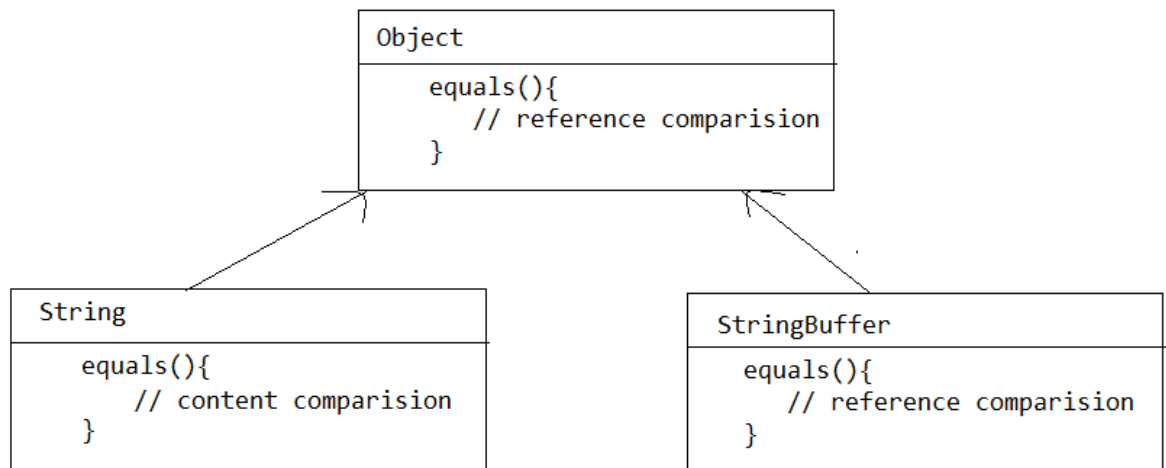 Object
equals(){
// reference comparision
}
String
equals(){
// content comparision
}
StringBuffer
equals(){
// reference comparision
}